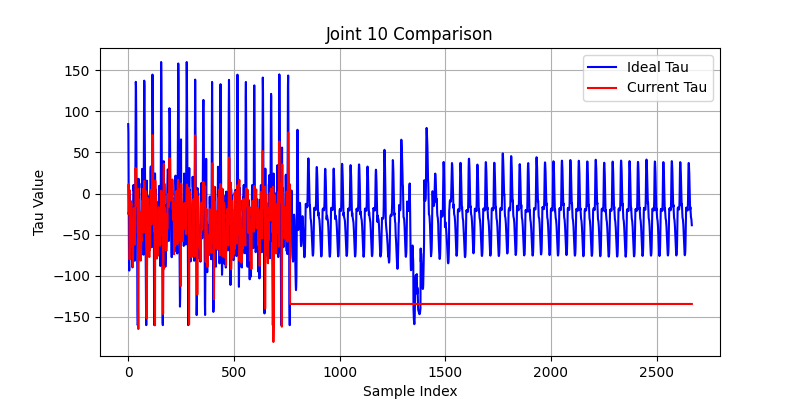 Joint 10 Comparison
Ideal Tau
Current Tau
Tau Value
150
100
50
0
−50
−100
−150
0
500
1000
1500
2000
2500
Sample Index